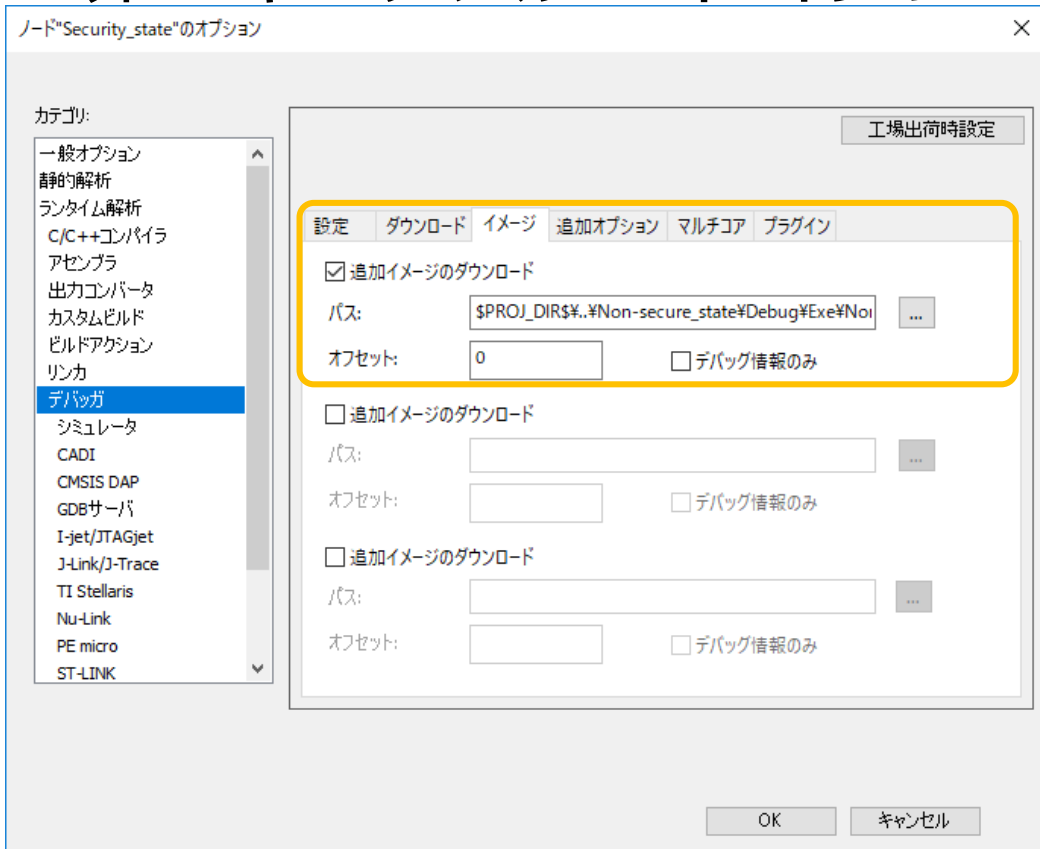 ノード"Security_state"のオプション
カテゴリ:
一般オプション
静的解析
ランタイム解析
C/C++コンパイラ
アセンブラ
出力コンバータ
カスタムビルド
ビルドアクション
リンカ
デバッガ
シミュレータ
CADI
CMSIS DAP
GDBサーバ
I-jet/JTAGjet
J-Link/J-Trace
TI Stellaris
Nu-Link
PE micro
ST-LINK
工場出荷時設定
設定 ダウンロード イメージ 追加オプション マルチコア プラグイン
追加イメージのダウンロード
パス: $PROJ_DIR$¥..¥Non-secure_state¥Debug¥Exe¥Non ...
オフセット: 0 デバッグ情報のみ
追加イメージのダウンロード
パス: ...
オフセット: デバッグ情報のみ
追加イメージのダウンロード
パス: ...
オフセット: デバッグ情報のみ
OK キャンセル